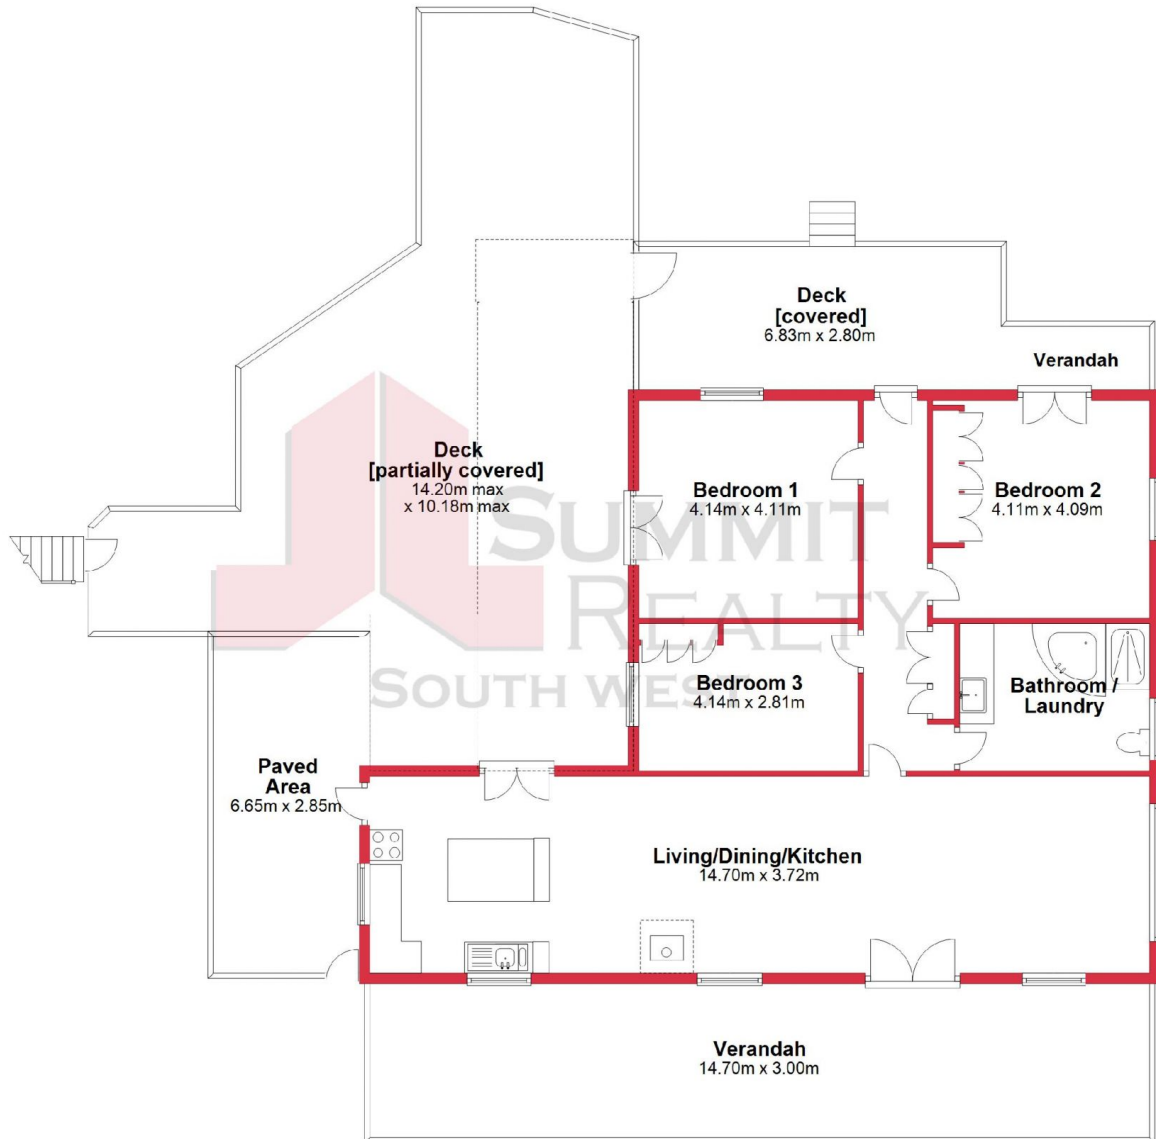 Deck
[covered]
6.83m x 2.80m
Verandah
Deck
[partially covered]
14.20m max
x 10.18m max
Bedroom 1
4.14m x 4.11m
Bedroom 2
4.11m x 4.09m
SUMMIT
REALTY
SOUTH WEST
Bedroom 3
4.14m x 2.81m
Bathroom /
Laundry
Paved
Area
6.65m x 2.85m
Living/Dining/Kitchen
14.70m x 3.72m
Verandah
14.70m x 3.00m